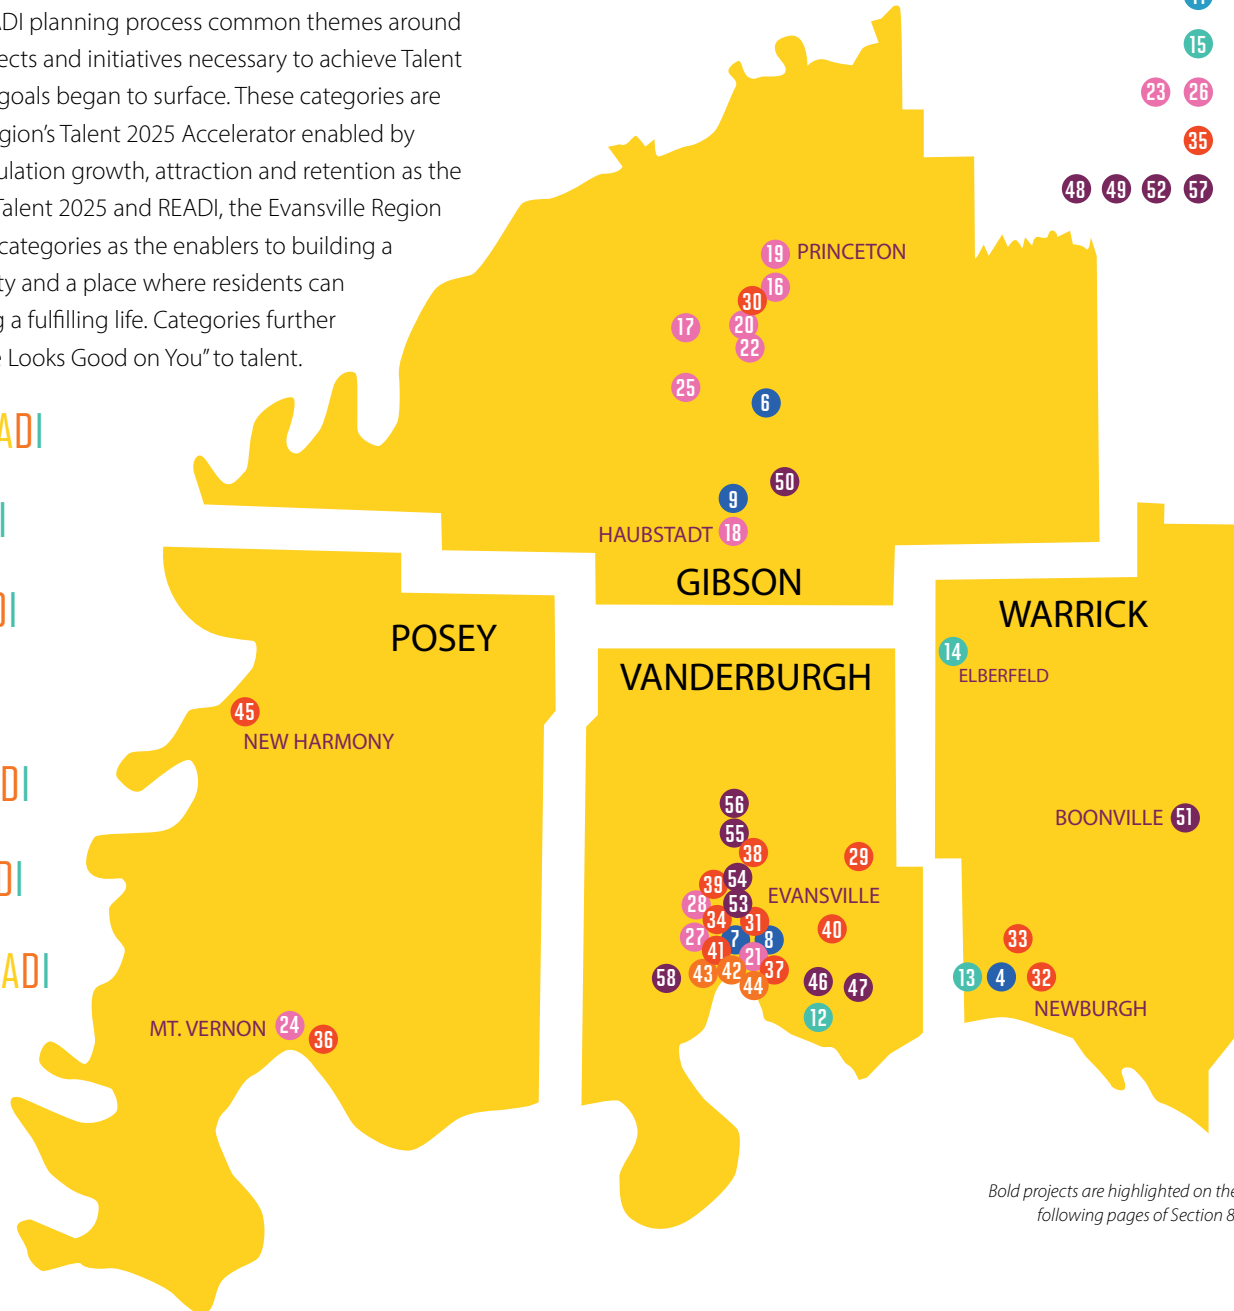 ADI planning process common themes around
ects and initiatives necessary to achieve Talent
goals began to surface. These categories are
gion's Talent 2025 Accelerator enabled by
ulation growth, attraction and retention as the
Talent 2025 and READI, the Evansville Region
categories as the enablers to building a
ty and a place where residents can
g a fulfilling life. Categories further
e Looks Good on You" to talent.
15
23 26
35
48 49 52 57
ADI
I
DI
DI
DI
ADI
19 PRINCETON
16
30
17 20
22
25
6
50
9
HAUBSTADT 18
GIBSON
POSEY
45
NEW HARMONY
MT. VERNON 24
36
VANDERBURGH
56
55
38
29
54
39
EVANSVILLE
53
28
34 31
40
27 7 8
41
21
58 43 42 37
44
46 47
12
WARRICK
14
ELBERFELD
BOONVILLE 51
33
13 4 32
NEWBURGH
Bold projects are highlighted on the
following pages of Section 8